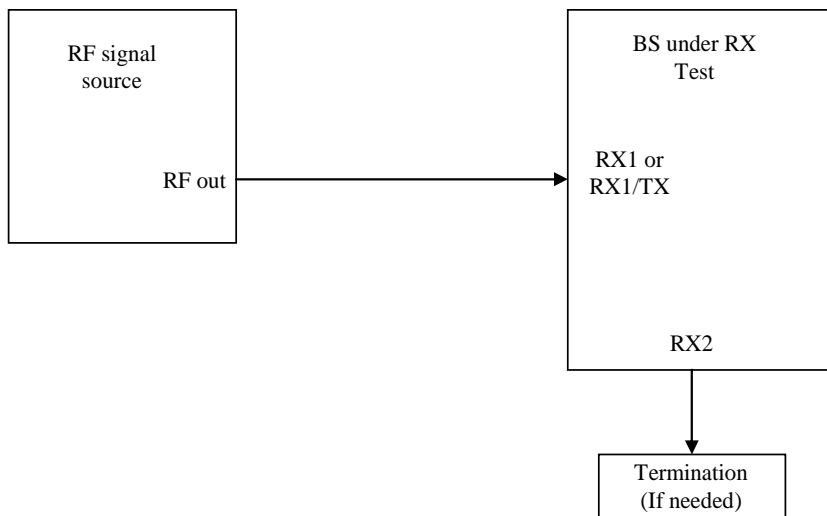 RF signal
source
RF out
BS under RX
Test
RX1 or
RX1/TX
RX2
Termination
(If needed)